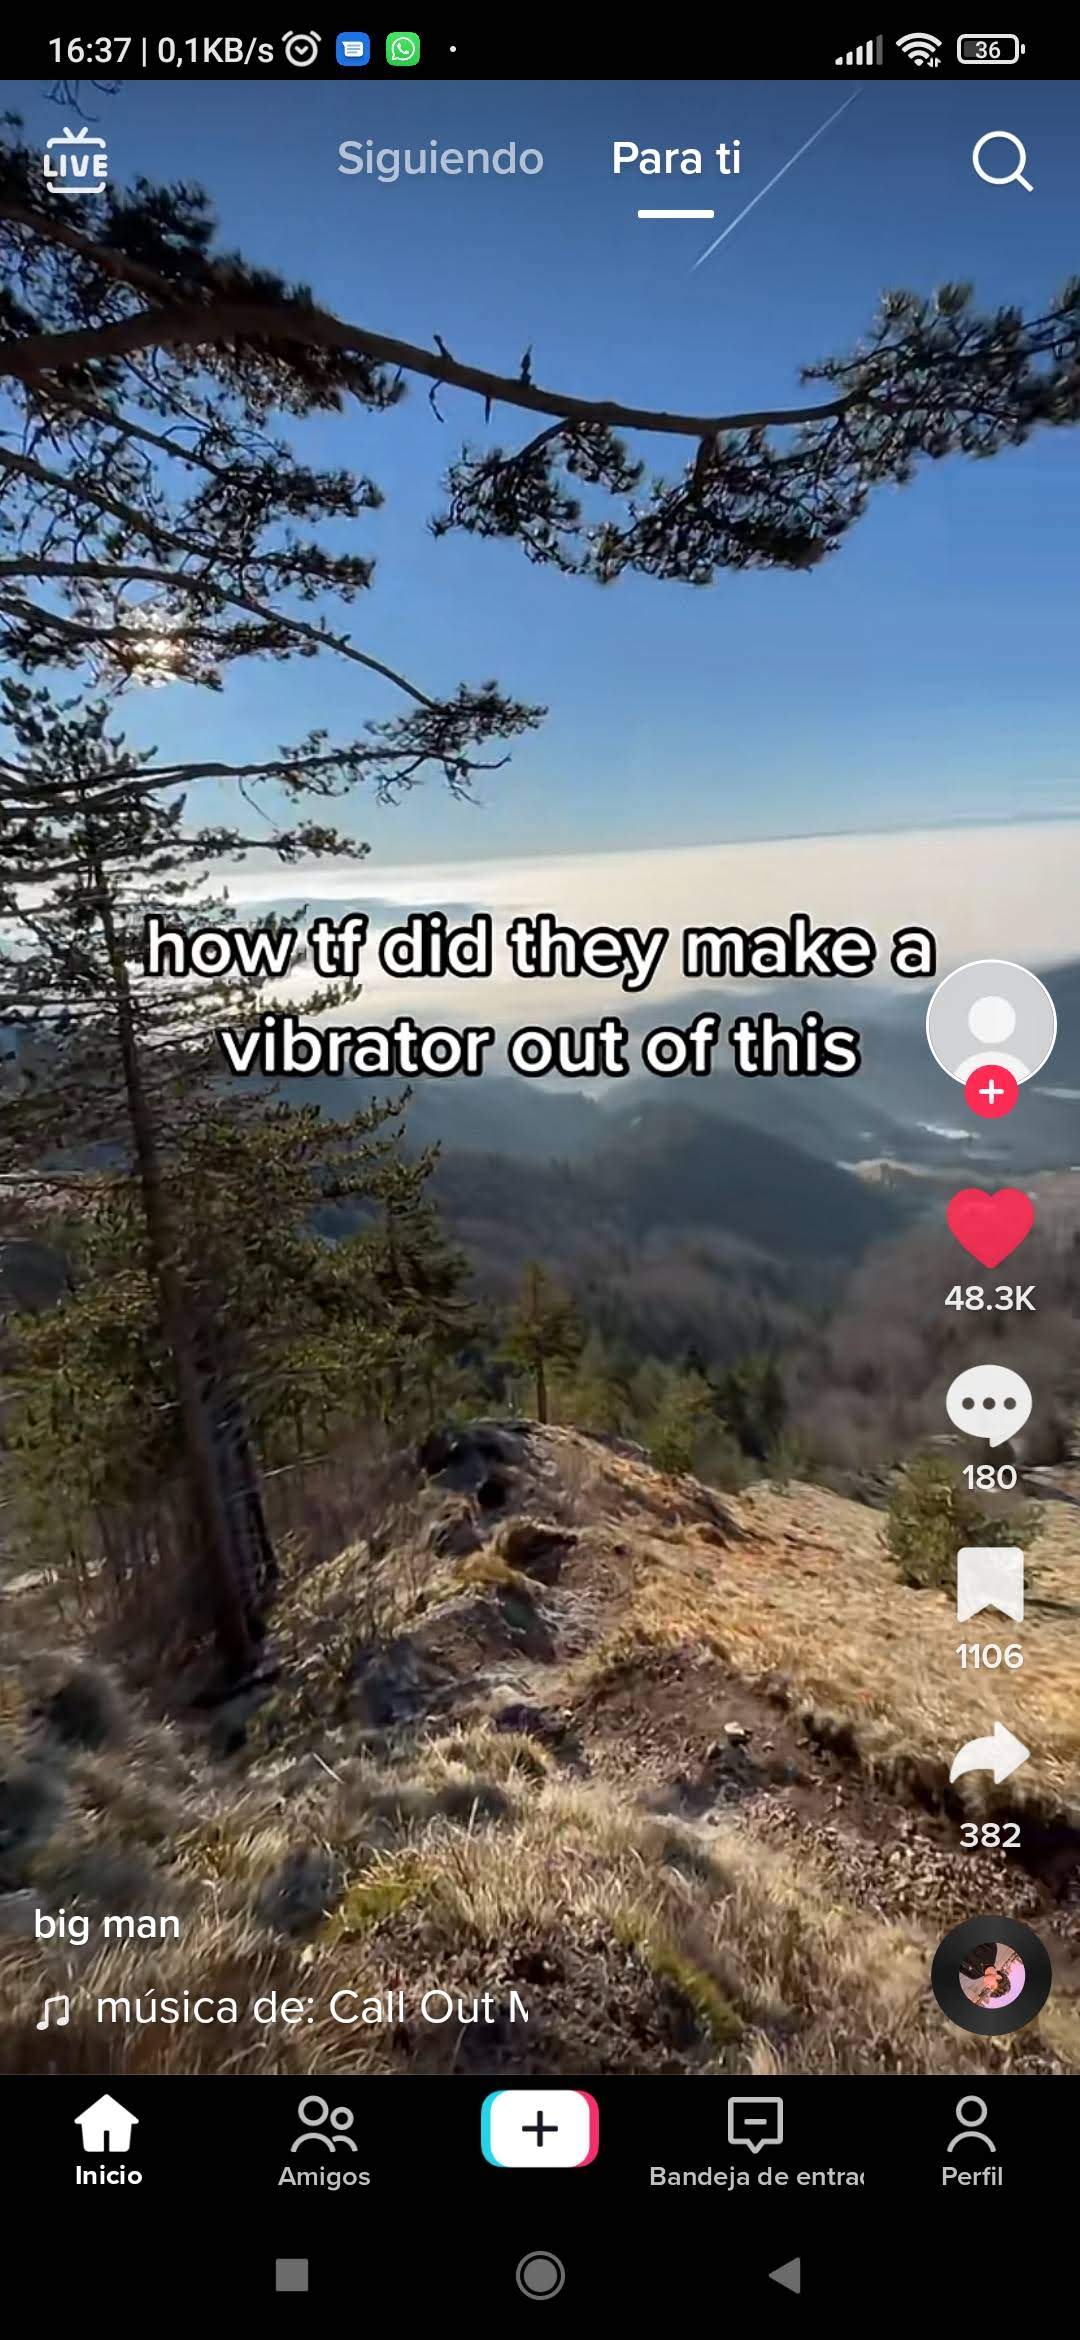 16:37 | 0,1KB/s
36
LIVE
Siguiendo
Para ti
how tf did they make a
vibrator out of this
48.3K
180
1106
382
big man
música de: Call Out
Inicio
Amigos
Bandeja de entrad
Perfil